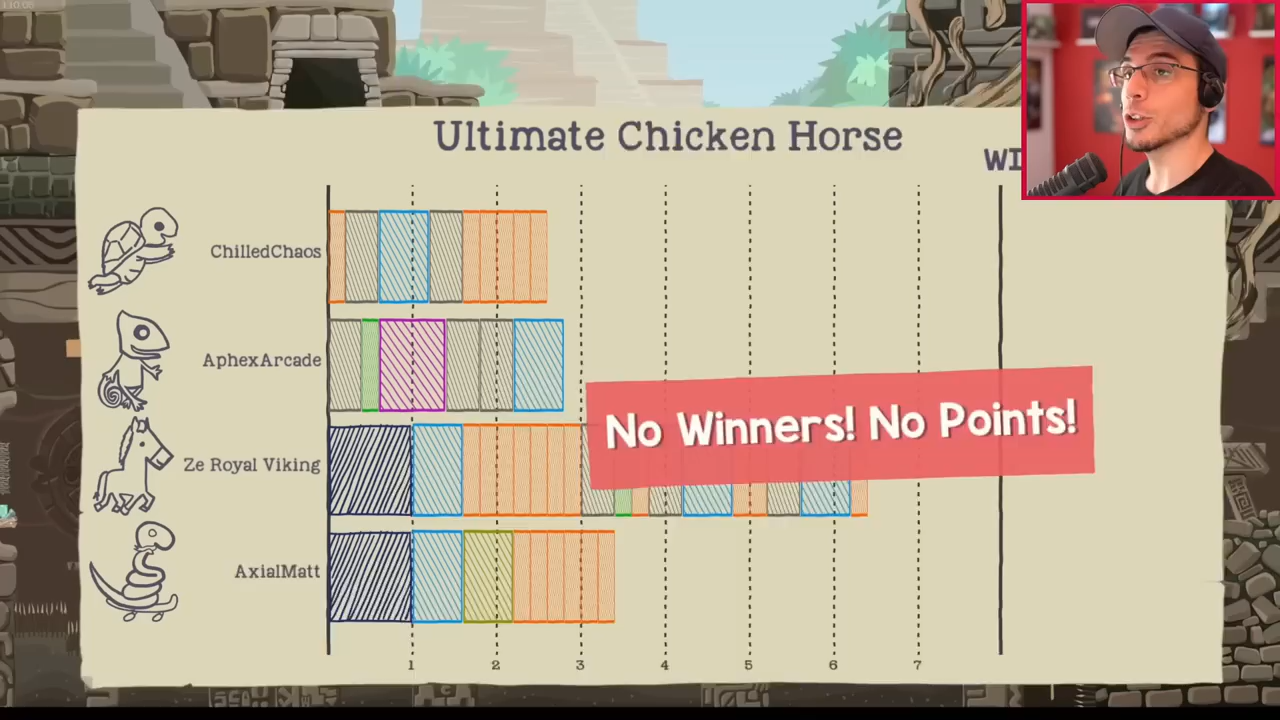 Ultimate Chicken Horse
WI
ChilledChaos
AphexArcade
No Winners! No Points!
Ze Royal Viking
AxialMatt
1 2 3 4 5 6 7